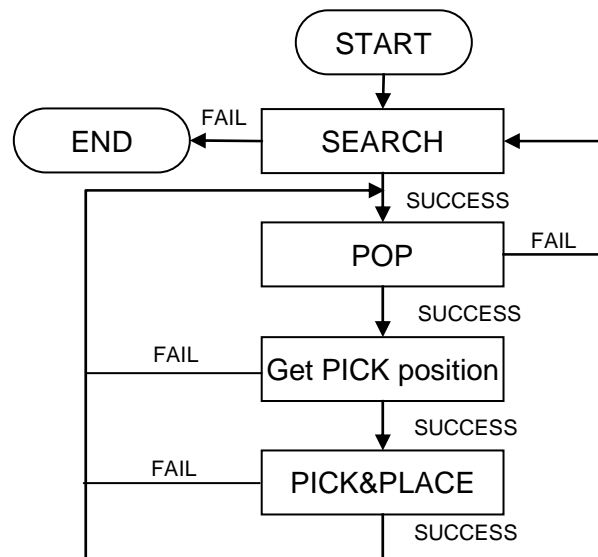 START
FAIL
END
SEARCH
SUCCESS
POP
FAIL
SUCCESS
FAIL
Get PICK position
SUCCESS
FAIL
PICK&PLACE
SUCCESS